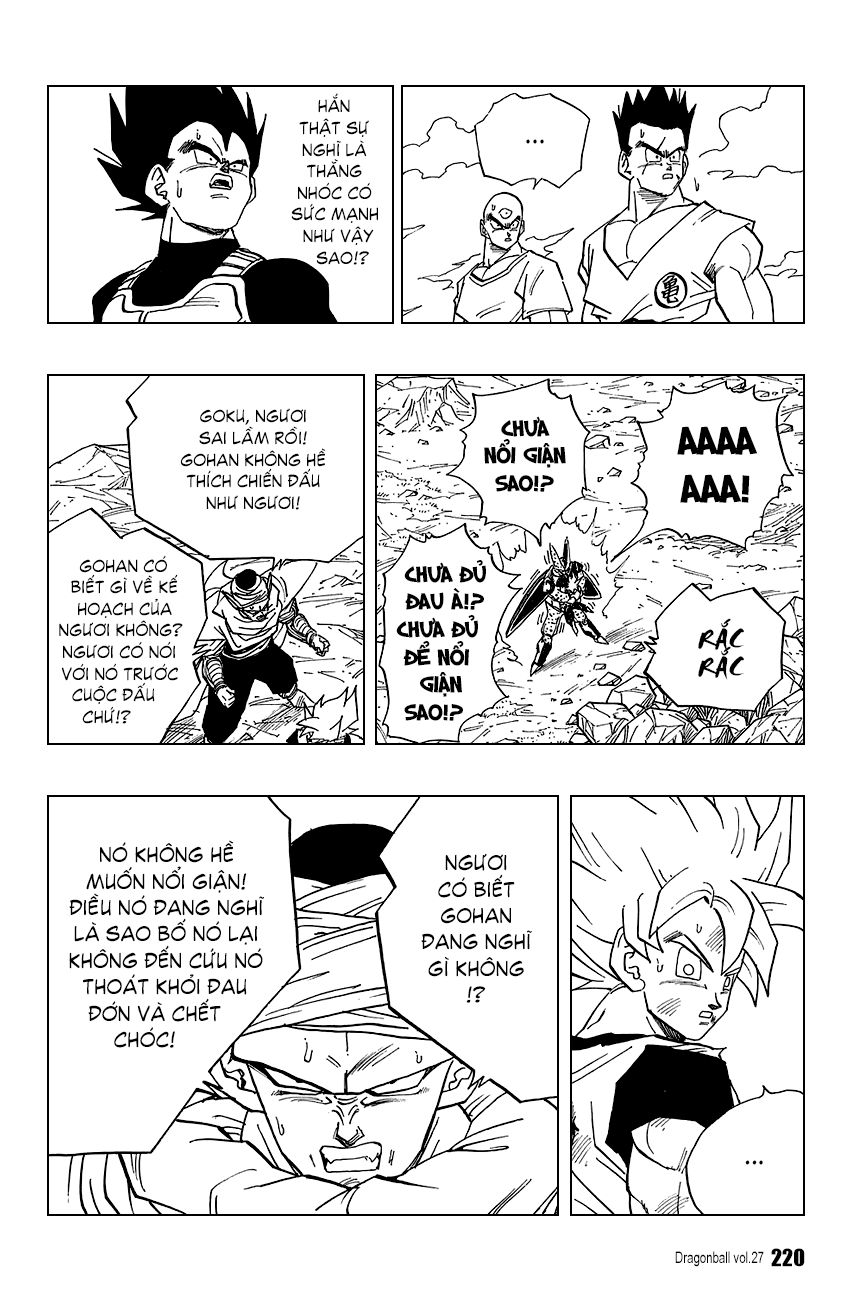 ...
HẮN
THẬT SỰ
NGHĨ LÀ
THẰNG
NHÓC CÓ
SỨC MẠNH
NHƯ VẬY
SAO!?
亀
AAAA
AAA!
CHƯA
NỔI GIẬN
SAO!?
CHƯA ĐỦ
ĐAU À!?
CHƯA ĐỦ
ĐỂ NỔI
GIẬN
SAO!?
RẮC
RẮC
GOKU, NGƯƠI
SAI LẦM RỒI!
GOHAN KHÔNG HỀ
THÍCH CHIẾN ĐẤU
NHƯ NGƯƠI!
GOHAN CÓ
BIẾT GÌ VỀ KẾ
HOẠCH CỦA
NGƯƠI KHÔNG?
NGƯƠI CÓ NÓI
VỚI NÓ TRƯỚC
CUỘC ĐẤU
CHỨ!?
...
NGƯƠI
CÓ BIẾT
GOHAN
ĐANG NGHĨ
GÌ KHÔNG
!?
NÓ KHÔNG HỀ
MUỐN NỔI GIẬN!
ĐIỀU NÓ ĐANG NGHĨ
LÀ SAO BỐ NÓ LẠI
KHÔNG ĐẾN CỨU NÓ
THOÁT KHỎI ĐAU
ĐỚN VÀ CHẾT
CHÓC!
Dragonball vol.27 220